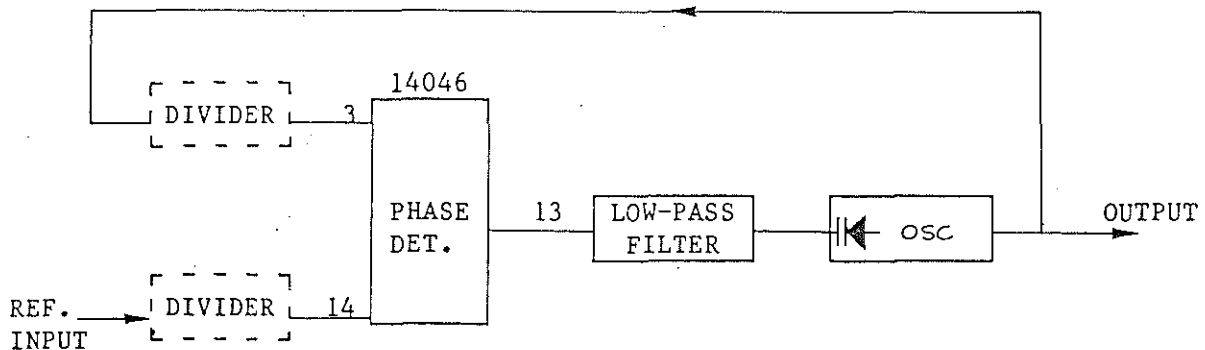 14046
DIVIDER
3
PHASE
DET.
13
LOW-PASS
FILTER
OSC
OUTPUT
REF.
INPUT
DIVIDER
14